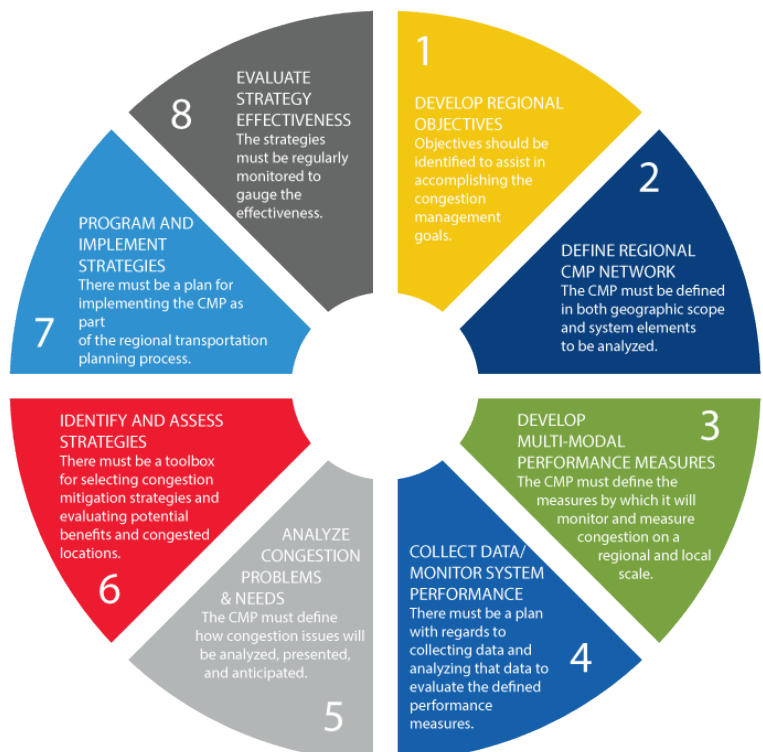 1
DEVELOP REGIONAL
OBJECTIVES
Objectives should be
identified to assist in
accomplishing the
congestion
management
goals.
2
DEFINE REGIONAL
CMP NETWORK
The CMP must be defined
in both geographic scope
and system elements
to be analyzed.
3
DEVELOP
MULTI-MODAL
PERFORMANCE MEASURES
The CMP must define the
measures by which it will
monitor and measure
congestion on a
regional and local
scale.
4
COLLECT DATA/
MONITOR SYSTEM
PERFORMANCE
There must be a plan
with regards to
collecting data and
analyzing that data to
evaluate the defined
performance
measures.
5
ANALYZE
CONGESTION
PROBLEMS
& NEEDS
The CMP must define
how congestion issues will
be analyzed, presented,
and anticipated.
6
IDENTIFY AND ASSESS
STRATEGIES
There must be a toolbox
for selecting congestion
mitigation strategies and
evaluating potential
benefits and congested
locations.
7
PROGRAM AND
IMPLEMENT
STRATEGIES
There must be a plan for
implementing the CMP as
part
of the regional transportation
planning process.
8
EVALUATE
STRATEGY
EFFECTIVENESS
The strategies
must be regularly
monitored to
gauge the
effectiveness.